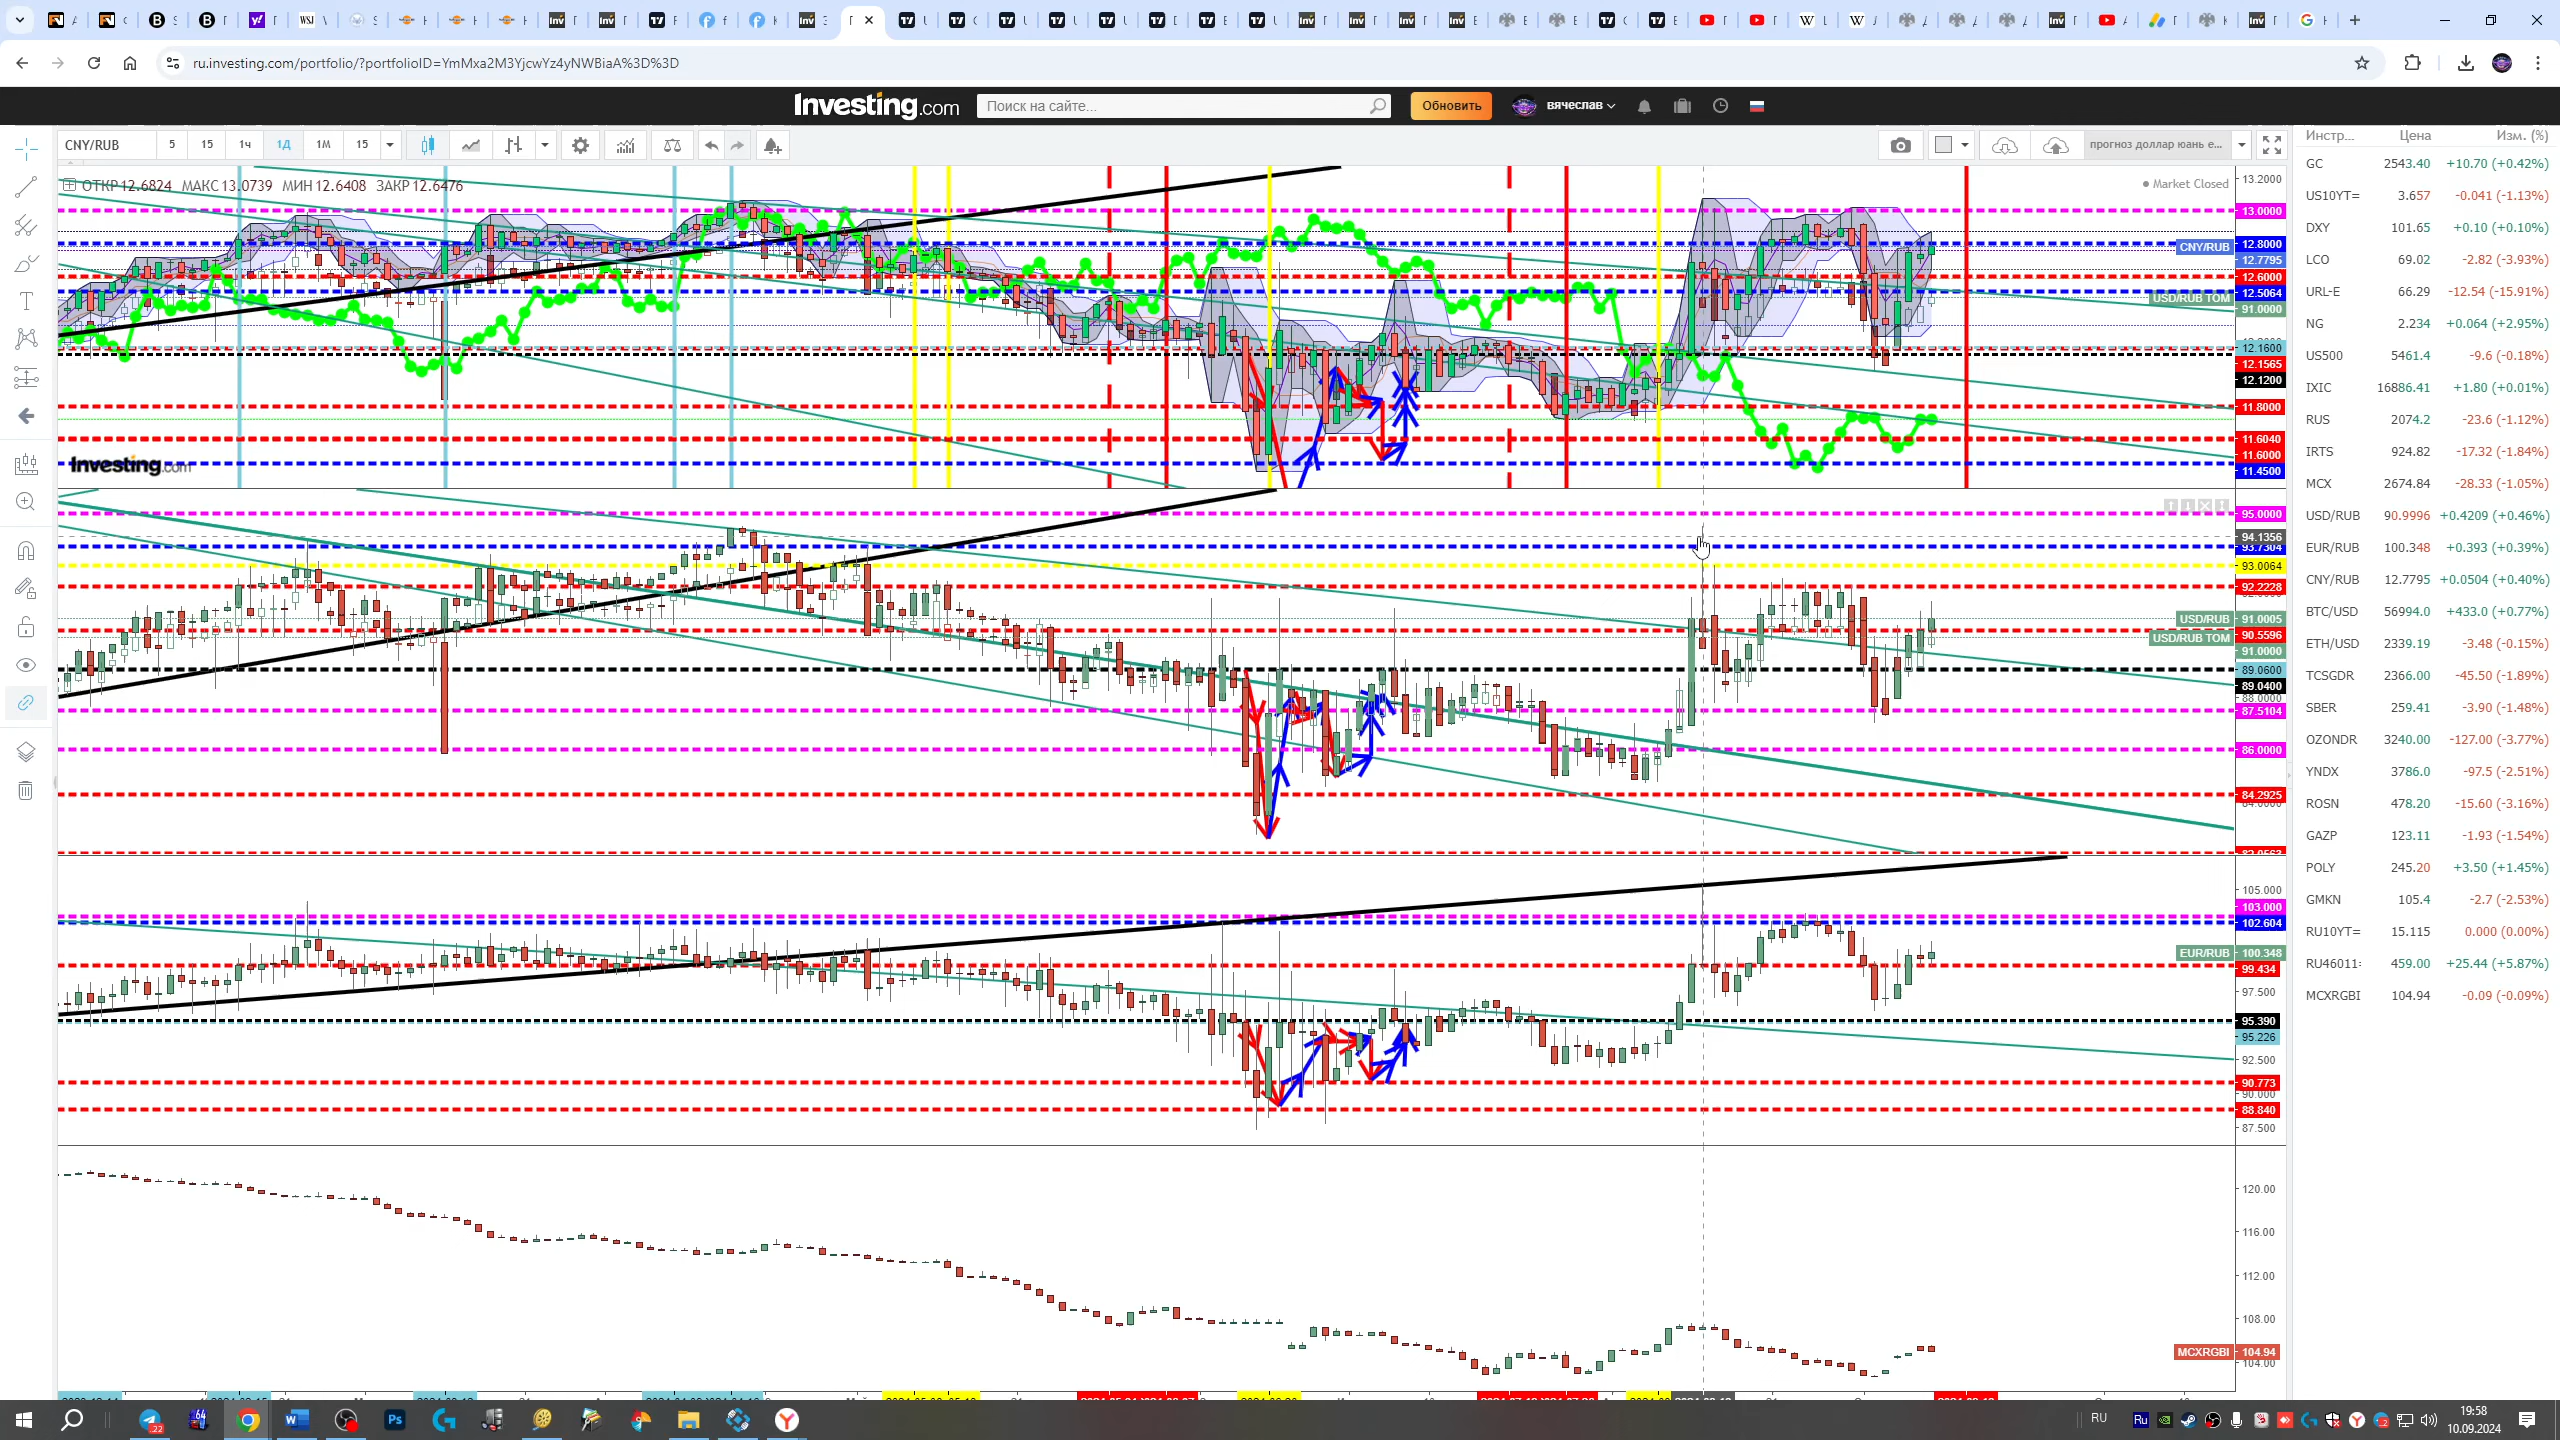 ru.investing.com/portfolio/?portfolioID=YmMxa2M3YjcwYz4yNWBiaA%3D%3D
Investing.com
Поиск на сайте...
Обновить
вячеслав
CNY/RUB 5 15 1ч 1Д 1М 15
прогноз доллар юань е...
ОТКР 12.6824 МАКС 13.0739 МИН 12.6408 ЗАКР 12.6476
Market Closed
Investing.com
13.2000
13.0000
12.8000
CNY/RUB
12.7795
12.6000
12.5064
USD/RUB TOM
91.0000
12.1600
12.1565
12.1200
11.8000
11.6040
11.6000
11.4500
95.0000
94.1356
93.7304
93.0064
92.2228
USD/RUB 91.0005
90.5596
USD/RUB TOM
91.0000
89.0600
89.0400
88.0000
87.5104
86.0000
84.2925
84.0000
105.000
103.000
102.604
EUR/RUB 100.348
99.434
97.500
95.390
95.226
92.500
90.773
90.000
88.840
87.500
120.00
116.00
112.00
108.00
MCXRGBI 104.94
104.00
Инстр... Цена Изм. (%)
GC 2543.40 +10.70 (+0.42%)
US10YT= 3.657 -0.041 (-1.13%)
DXY 101.65 +0.10 (+0.10%)
LCO 69.02 -2.82 (-3.93%)
URL-E 66.29 -12.54 (-15.91%)
NG 2.234 +0.064 (+2.95%)
US500 5461.4 -9.6 (-0.18%)
IXIC 16886.41 +1.80 (+0.01%)
RUS 2074.2 -23.6 (-1.12%)
IRTS 924.82 -17.32 (-1.84%)
MCX 2674.84 -28.33 (-1.05%)
USD/RUB 90.9996 +0.4209 (+0.46%)
EUR/RUB 100.348 +0.393 (+0.39%)
CNY/RUB 12.7795 +0.0504 (+0.40%)
BTC/USD 56994.0 +433.0 (+0.77%)
ETH/USD 2339.19 -3.48 (-0.15%)
TCSGDR 2366.00 -45.50 (-1.89%)
SBER 259.41 -3.90 (-1.48%)
OZONDR 3240.00 -127.00 (-3.77%)
YNDX 3786.0 -97.5 (-2.51%)
ROSN 478.20 -15.60 (-3.16%)
GAZP 123.11 -1.93 (-1.54%)
POLY 245.20 +3.50 (+1.45%)
GMKN 105.4 -2.7 (-2.53%)
RU10YT= 15.115 0.000 (0.00%)
RU46011: 459.00 +25.44 (+5.87%)
MCXRGBI 104.94 -0.09 (-0.09%)
RU
19:58
10.09.2024